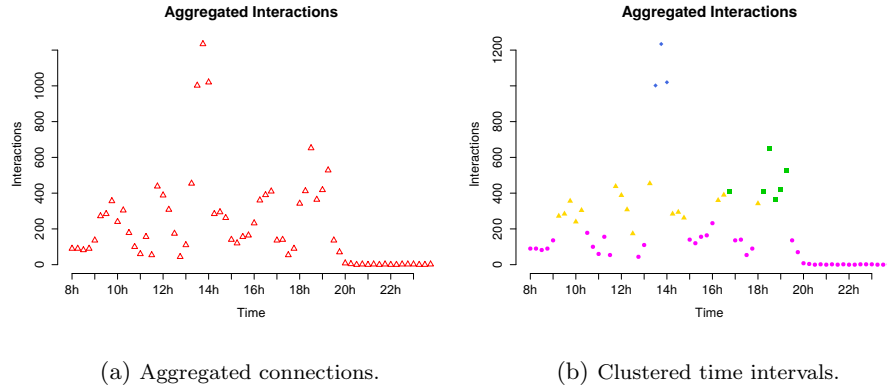 Aggregated Interactions
Interactions
0 200 400 600 800 1000
8h 10h 12h 14h 16h 18h 20h 22h
Time
(a) Aggregated connections.
Aggregated Interactions
Interactions
0 200 400 600 800 1000 1200
8h 10h 12h 14h 16h 18h 20h 22h
Time
(b) Clustered time intervals.